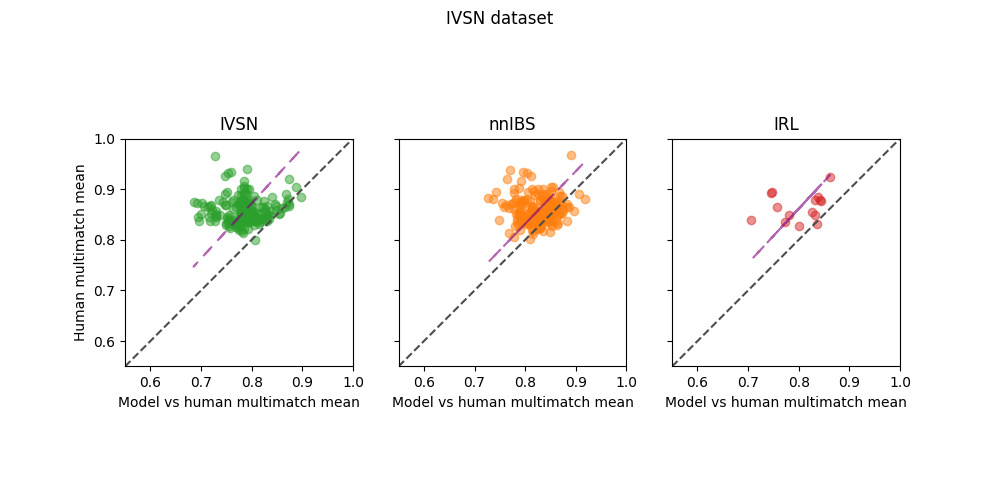 IVSN dataset
IVSN
nnIBS
IRL
Human multimatch mean
1.0
0.9
0.8
0.7
0.6
0.6 0.7 0.8 0.9 1.0
0.6 0.7 0.8 0.9 1.0
0.6 0.7 0.8 0.9 1.0
Model vs human multimatch mean
Model vs human multimatch mean
Model vs human multimatch mean